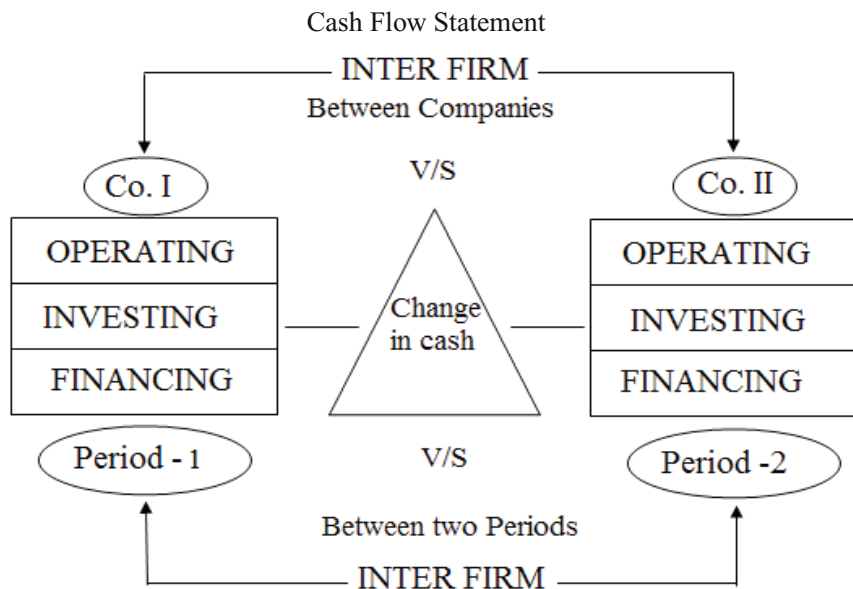 Cash Flow Statement
INTER FIRM
Between Companies
V/S
Co. I
Co. II
OPERATING
INVESTING
FINANCING
Change
in cash
OPERATING
INVESTING
FINANCING
Period - 1
V/S
Period -2
Between two Periods
INTER FIRM